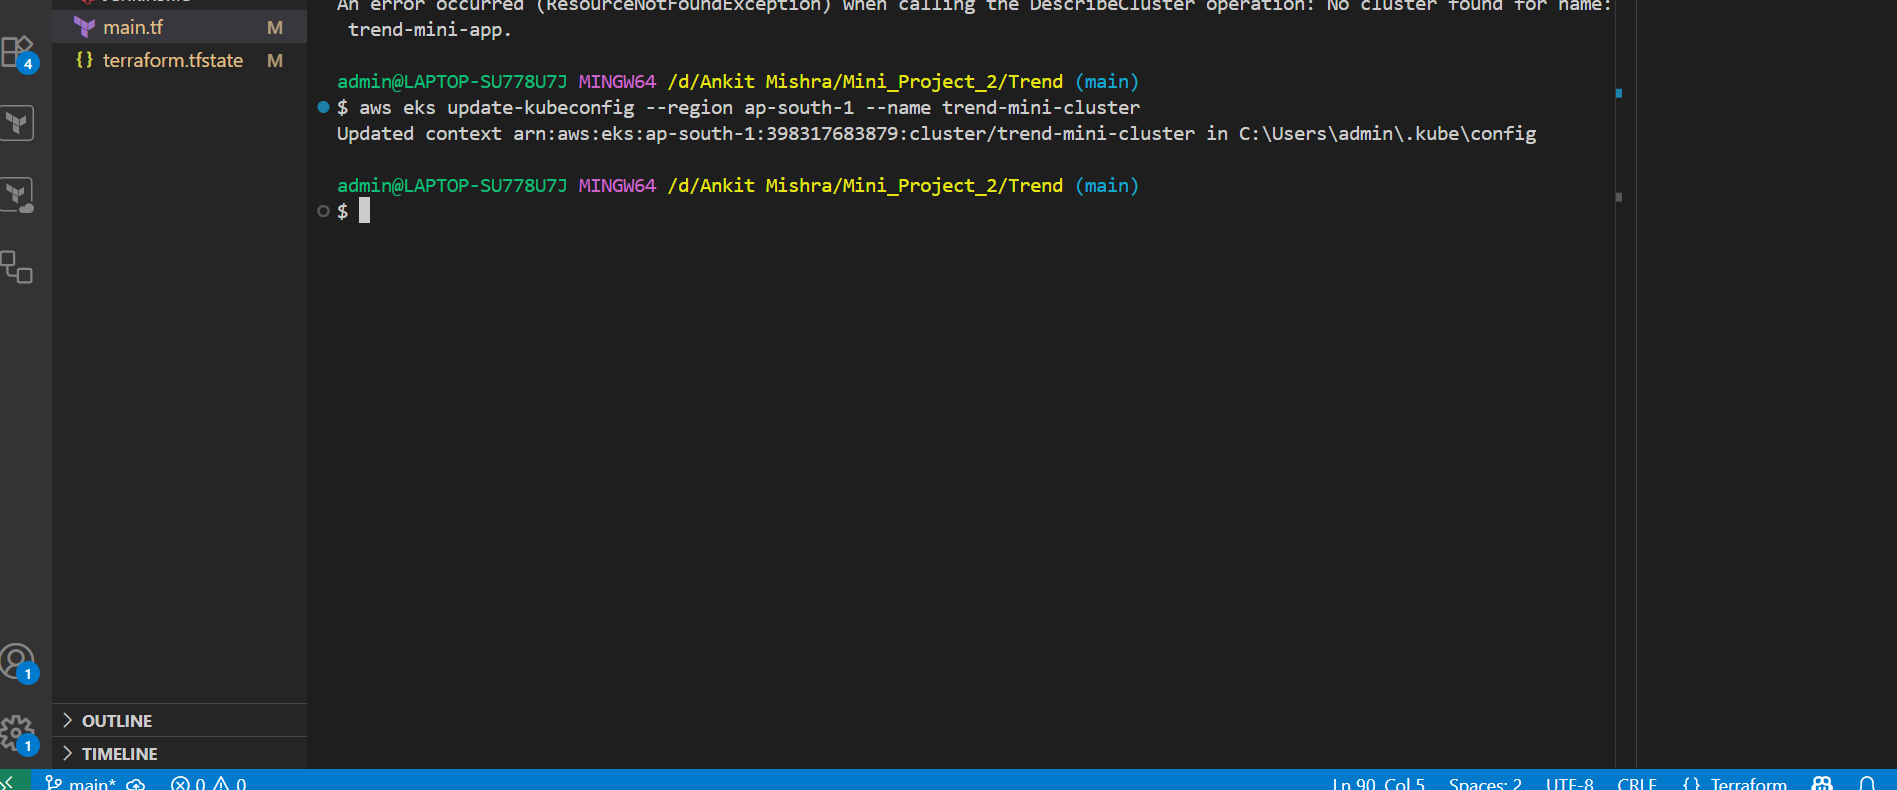 An error occurred (ResourceNotFoundException) when calling the DescribeCluster operation: No cluster found for name:
trend-mini-app.
main.tf M
terraform.tfstate M
4
admin@LAPTOP-SU778U7J MINGW64 /d/Ankit Mishra/Mini_Project_2/Trend (main)
$ aws eks update-kubeconfig --region ap-south-1 --name trend-mini-cluster
Updated context arn:aws:eks:ap-south-1:398317683879:cluster/trend-mini-cluster in C:\Users\admin\.kube\config
admin@LAPTOP-SU778U7J MINGW64 /d/Ankit Mishra/Mini_Project_2/Trend (main)
$
1
OUTLINE
1
TIMELINE
main* 0 0 Ln 90, Col 5 Spaces: 2 UTF-8 CRLF {} Terraform